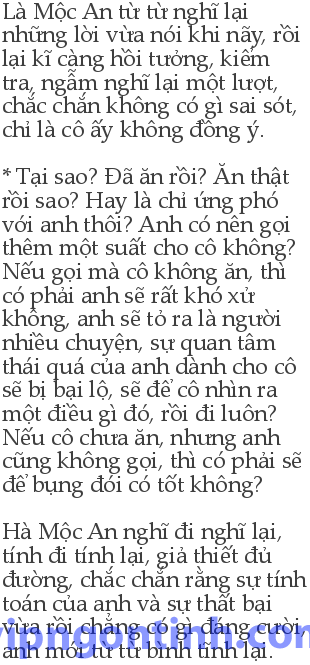 Là Mộc An từ từ nghĩ lại
những lời vừa nói khi nãy, rồi
lại kĩ càng hồi tưởng, kiểm
tra, ngẫm nghĩ lại một lượt,
chắc chắn không có gì sai sót,
chỉ là cô ấy không đồng ý.
* Tại sao? Đã ăn rồi? Ăn thật
rồi sao? Hay là chỉ ứng phó
với anh thôi? Anh có nên gọi
thêm một suất cho cô không?
Nếu gọi mà cô không ăn, thì
có phải anh sẽ rất khó xử
không, anh sẽ tỏ ra là người
nhiều chuyện, sự quan tâm
thái quá của anh dành cho cô
sẽ bị bại lộ, sẽ để cô nhìn ra
một điều gì đó, rồi đi luôn?
Nếu cô chưa ăn, nhưng anh
cũng không gọi, thì có phải sẽ
để bụng đói có tốt không?
Hà Mộc An nghĩ đi nghĩ lại,
tính đi tính lại, giả thiết đủ
đường, chắc chắn rằng sự tính
toán của anh và sự thất bại
vừa rồi chẳng có gì đáng cười,
anh mới từ từ bình tĩnh lại.
vipngontinh.com